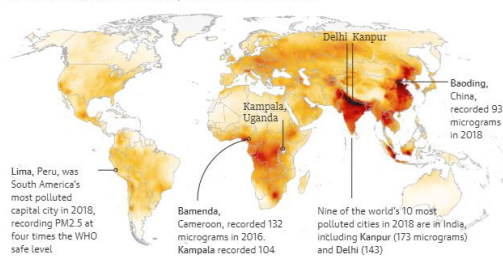 Delhi Kanpur
Kampala,
Uganda
Baoding,
China,
recorded 93
micrograms
in 2018
Lima, Peru, was
South America's
most polluted
capital city in 2018,
recording PM2.5 at
four times the WHO
safe level
Bamenda,
Cameroon, recorded 132
micrograms in 2016.
Kampala recorded 104
Nine of the world's 10 most
polluted cities in 2018 are in India,
including Kanpur (173 micrograms)
and Delhi (143)